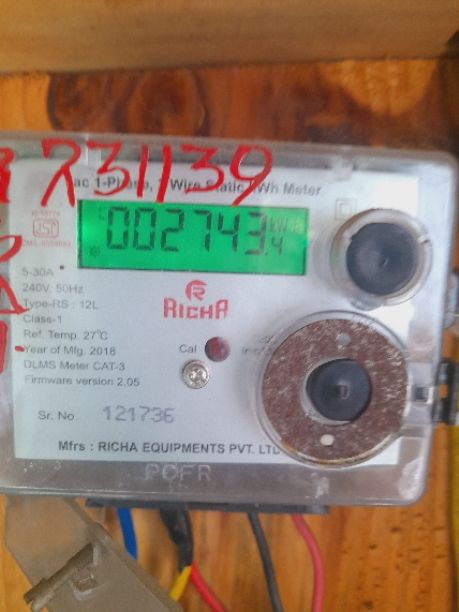 731139
ac 1-Phase, Wire Static kWh Meter
002743.4
kWh
5-30A
240V, 50Hz
RICHA
Type-RS : 12L
Class-1
Ref. Temp. 27°C
Year of Mfg. 2018
Cal
DLMS Meter CAT-3
Firmware version 2.05
Sr. No. 121736
Mfrs : RICHA EQUIPMENTS PVT. LTD